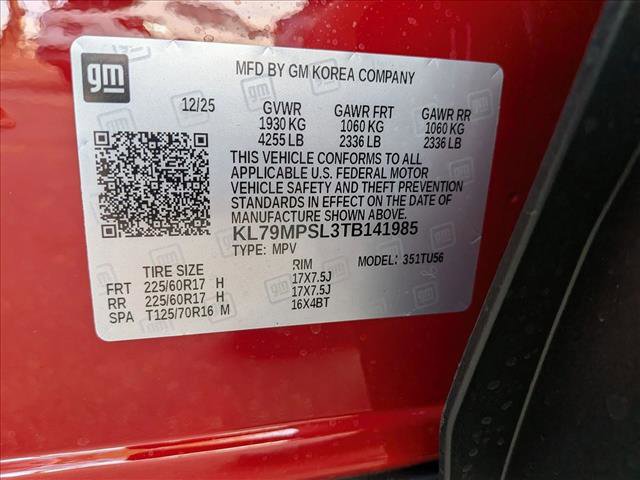 gm
MFD BY GM KOREA COMPANY
12/25 GVWR GAWR FRT GAWR RR
1930 KG 1060 KG 1060 KG
4255 LB 2336 LB 2336 LB
THIS VEHICLE CONFORMS TO ALL
APPLICABLE U.S. FEDERAL MOTOR
VEHICLE SAFETY AND THEFT PREVENTION
STANDARDS IN EFFECT ON THE DATE OF
MANUFACTURE SHOWN ABOVE.
KL79MPSL3TB141985
TYPE: MPV MODEL: 351TU56
TIRE SIZE RIM
FRT 225/60R17 H 17X7.5J
RR 225/60R17 H 17X7.5J
SPA T125/70R16 M 16X4BT